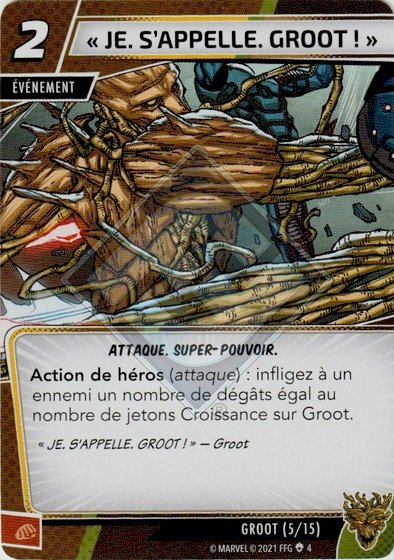 2
« JE. S'APPELLE. GROOT ! »
ÉVÉNEMENT
ATTAQUE. SUPER-POUVOIR.
Action de héros (attaque) : infligez à un
ennemi un nombre de dégâts égal au
nombre de jetons Croissance sur Groot.
« JE. S'APPELLE. GROOT ! » – Groot
GROOT (5/15)
© MARVEL © 2021 FFG 4